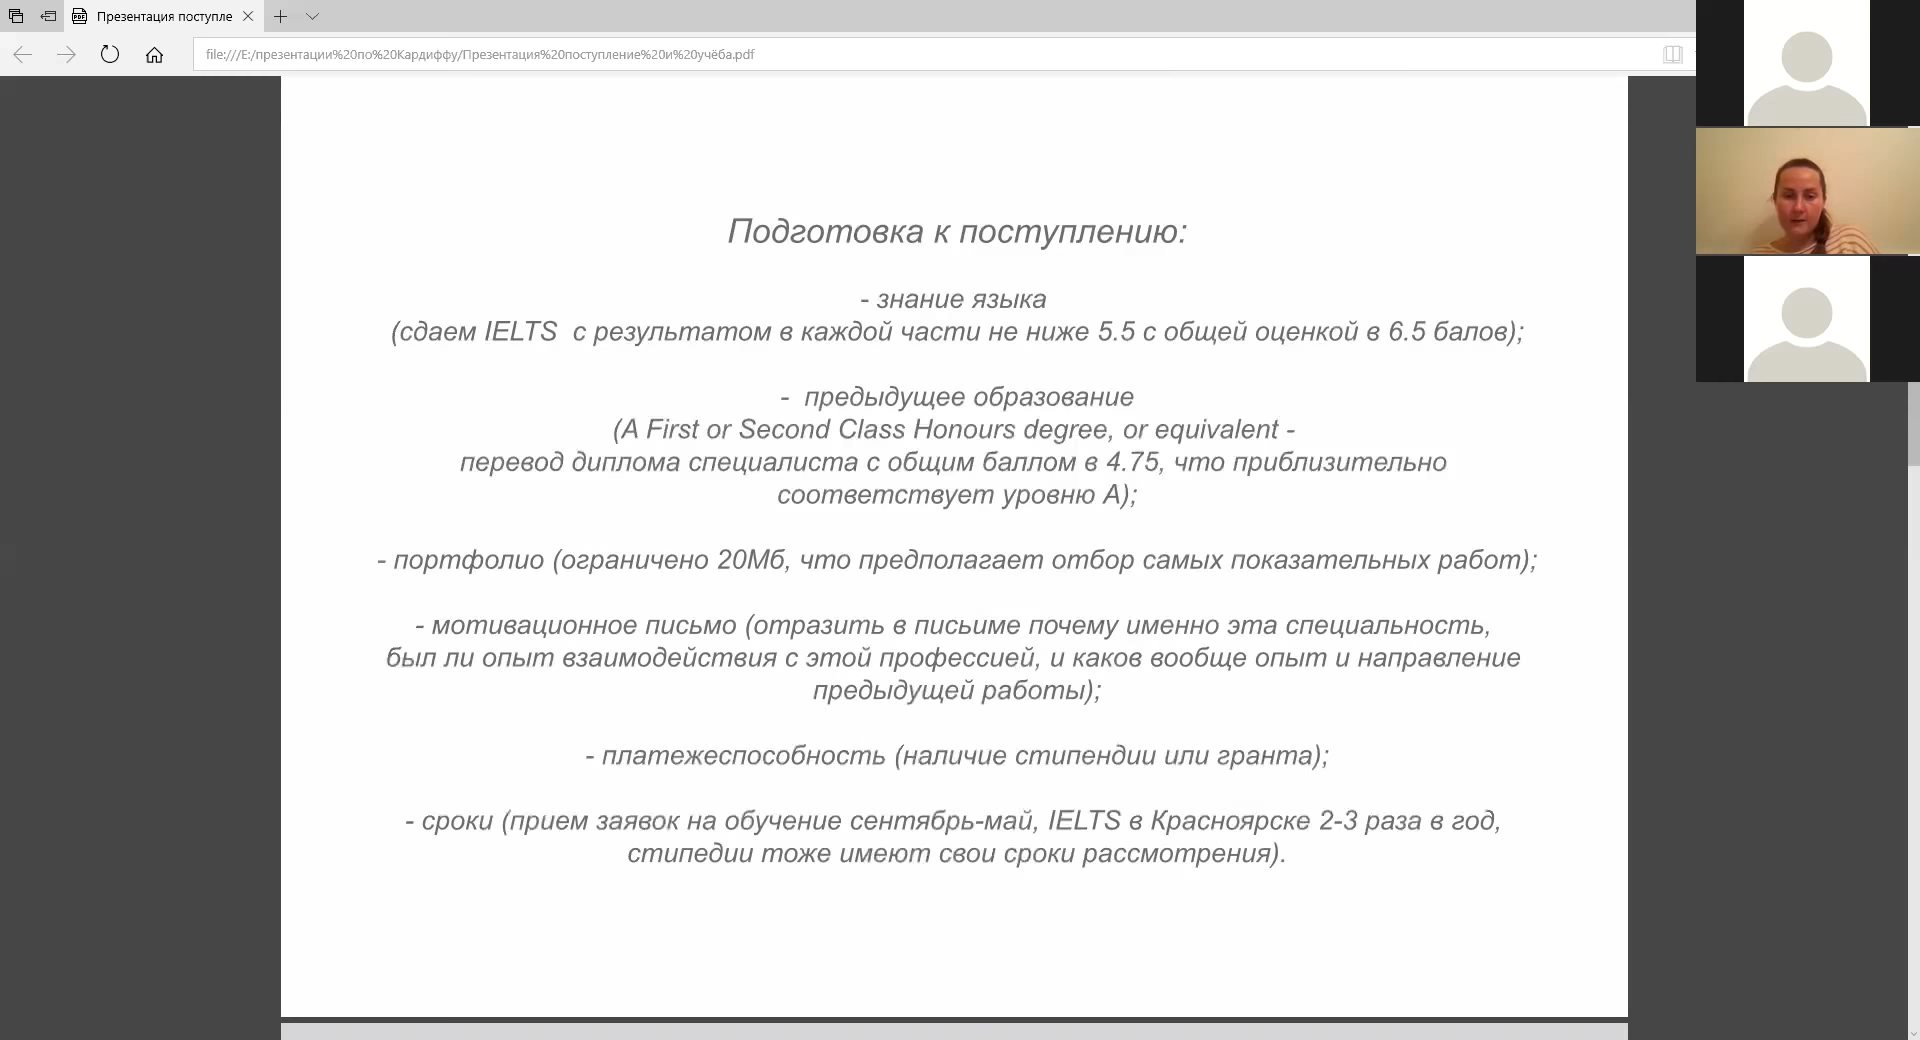 Презентация поступле
file:///E:/презентации%20по%20Кардиффу/Презентация%20поступление%20и%20учёба.pdf
Подготовка к поступлению:
- знание языка
(сдаем IELTS с результатом в каждой части не ниже 5.5 с общей оценкой в 6.5 балов);
- предыдущее образование
(A First or Second Class Honours degree, or equivalent -
перевод диплома специалиста с общим баллом в 4.75, что приблизительно
соответствует уровню А);
- портфолио (ограничено 20Мб, что предполагает отбор самых показательных работ);
- мотивационное письмо (отразить в письиме почему именно эта специальность,
был ли опыт взаимодействия с этой профессией, и каков вообще опыт и направление
предыдущей работы);
- платежеспособность (наличие стипендии или гранта);
- сроки (прием заявок на обучение сентябрь-май, IELTS в Красноярске 2-3 раза в год,
стипедии тоже имеют свои сроки рассмотрения).